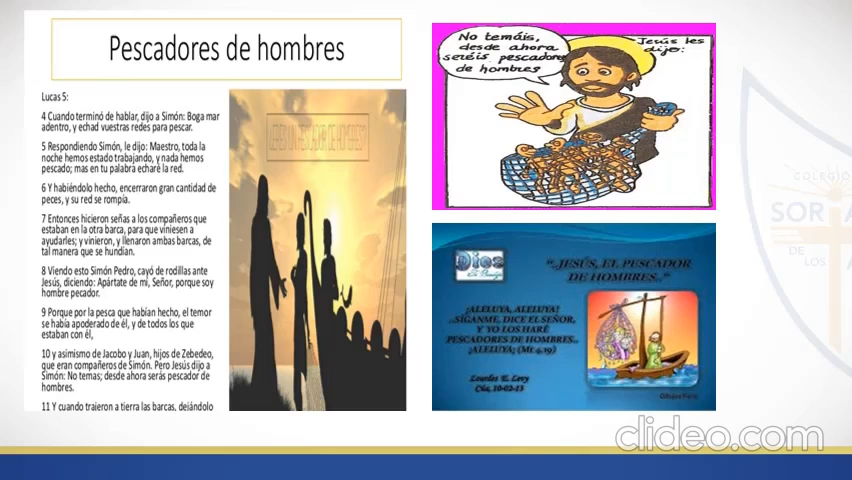 Pescadores de hombres
Lucas 5:
4 Cuando terminó de hablar, dijo a Simón: Boga mar
adentro, y echad vuestras redes para pescar.
5 Respondiendo Simón, le dijo: Maestro, toda la
noche hemos estado trabajando, y nada hemos
pescado; mas en tu palabra echaré la red.
6 Y habiéndolo hecho, encerraron gran cantidad de
peces, y su red se rompía.
7 Entonces hicieron señas a los compañeros que
estaban en la otra barca, para que viniesen a
ayudarles; y vinieron, y llenaron ambas barcas, de
tal manera que se hundían.
8 Viendo esto Simón Pedro, cayó de rodillas ante
Jesús, diciendo: Apártate de mí, Señor, porque soy
hombre pecador.
9 Porque por la pesca que habían hecho, el temor
se había apoderado de él, y de todos los que
estaban con él,
10 y asimismo de Jacobo y Juan, hijos de Zebedeo,
que eran compañeros de Simón. Pero Jesús dijo a
Simón: No temas; desde ahora serás pescador de
hombres.
11 Y cuando trajeron a tierra las barcas, dejándolo
No temáis,
desde ahora
seréis pescadores
de hombres
Jesús les
dijo:
Dios
"..JESÚS, EL PESCADOR
DE HOMBRES.."
¡ALELUYA, ALELUYA!
..SÍGANME, DICE EL SEÑOR,
Y YO LOS HARÉ
PESCADORES DE HOMBRES..
¡ALELUYA; (Mt 4,19)
Lourdes E. Levy
Cúa, 10-02-13
COLEGIO
SOR
DE LOS
clideo.com